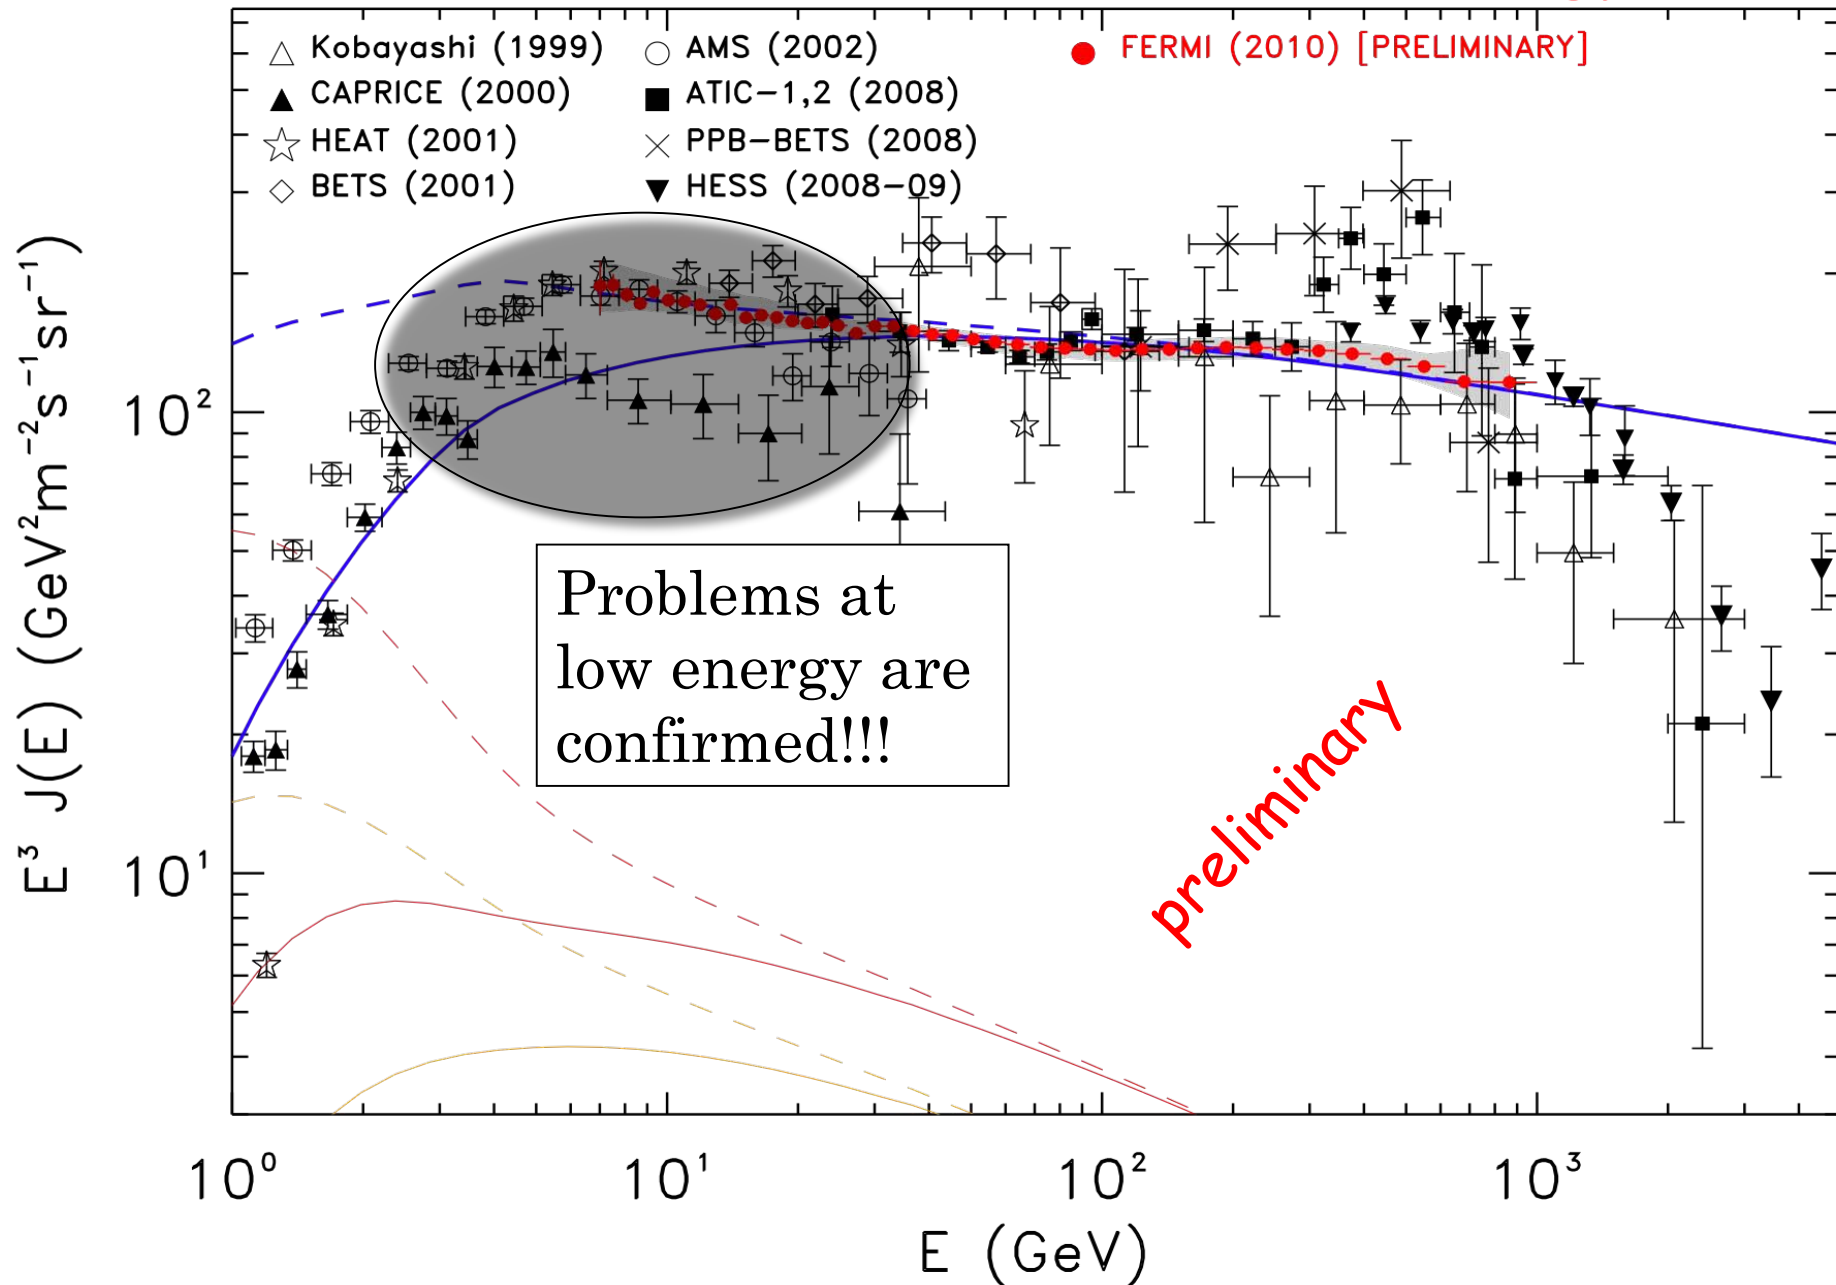 Kobayashi (1999)
CAPRICE (2000)
HEAT (2001)
BETS (2001)
AMS (2002)
ATIC-1,2 (2008)
PPB-BETS (2008)
HESS (2008-09)
FERMI (2010) [PRELIMINARY]
E³ J(E) (GeV²m⁻²s⁻¹sr⁻¹)
10²
10¹
Problems at
low energy are
confirmed!!!
preliminary
10⁰ 10¹ 10² 10³
E (GeV)